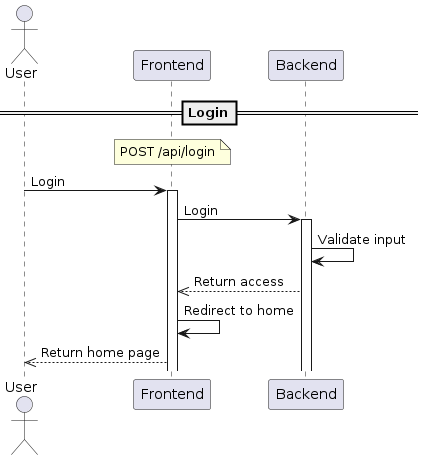 User
Frontend
Backend
Login
POST /api/login
Login
Login
Validate input
Return access
Redirect to home
Return home page
User
Frontend
Backend